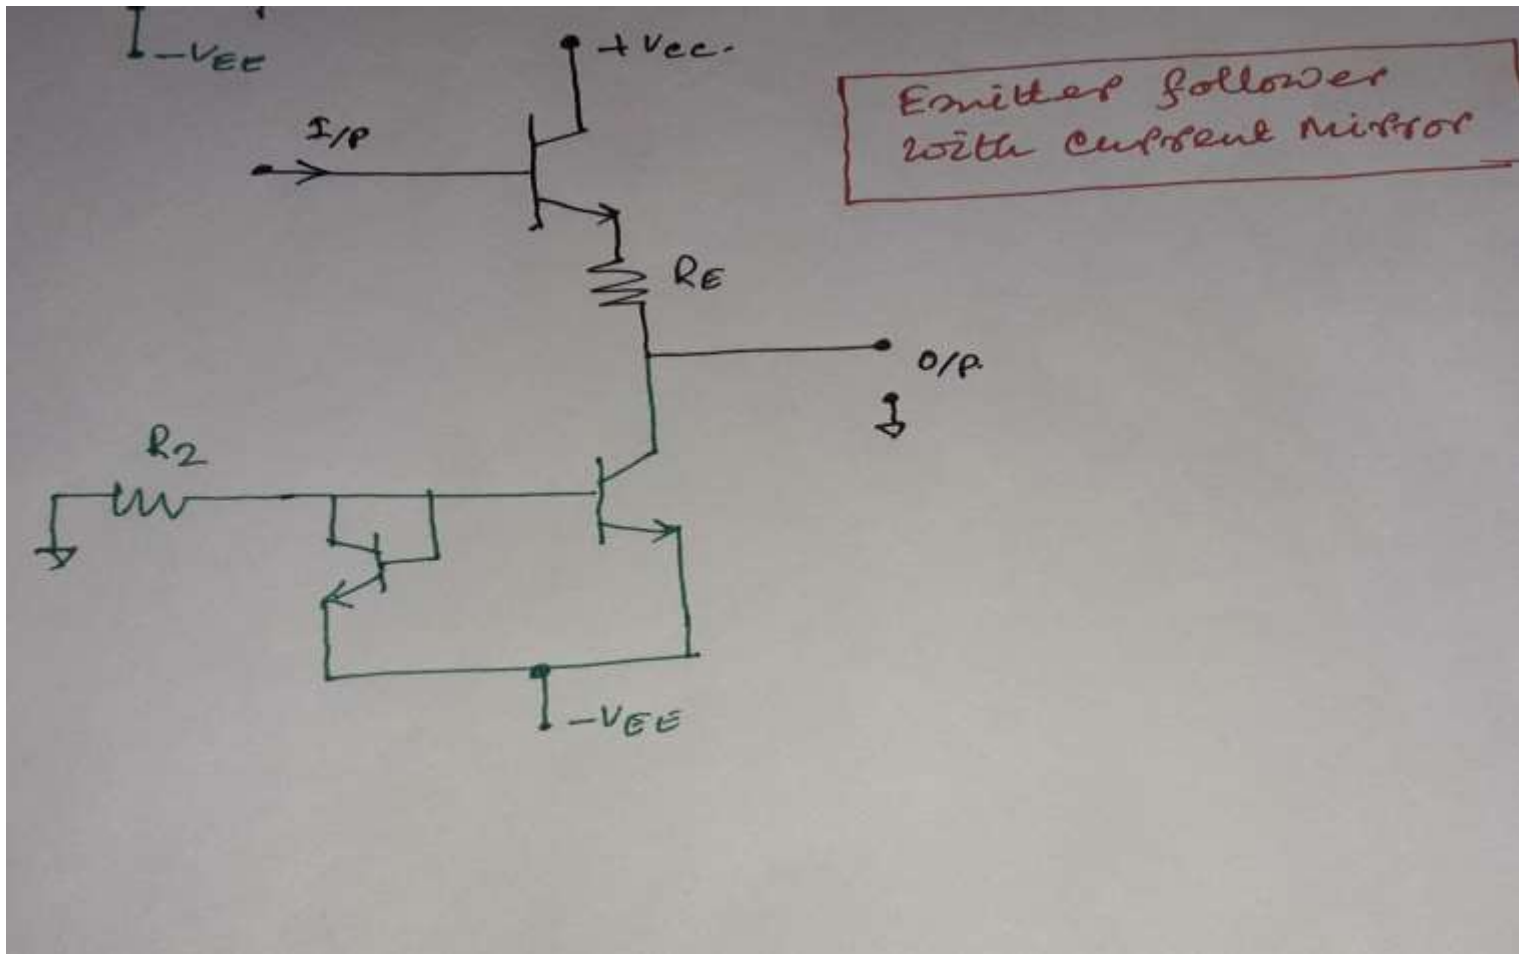 -VEE
+Vcc.
I/P
Emitter follower
with current Mirror
RE
O/P.
R2
-VEE